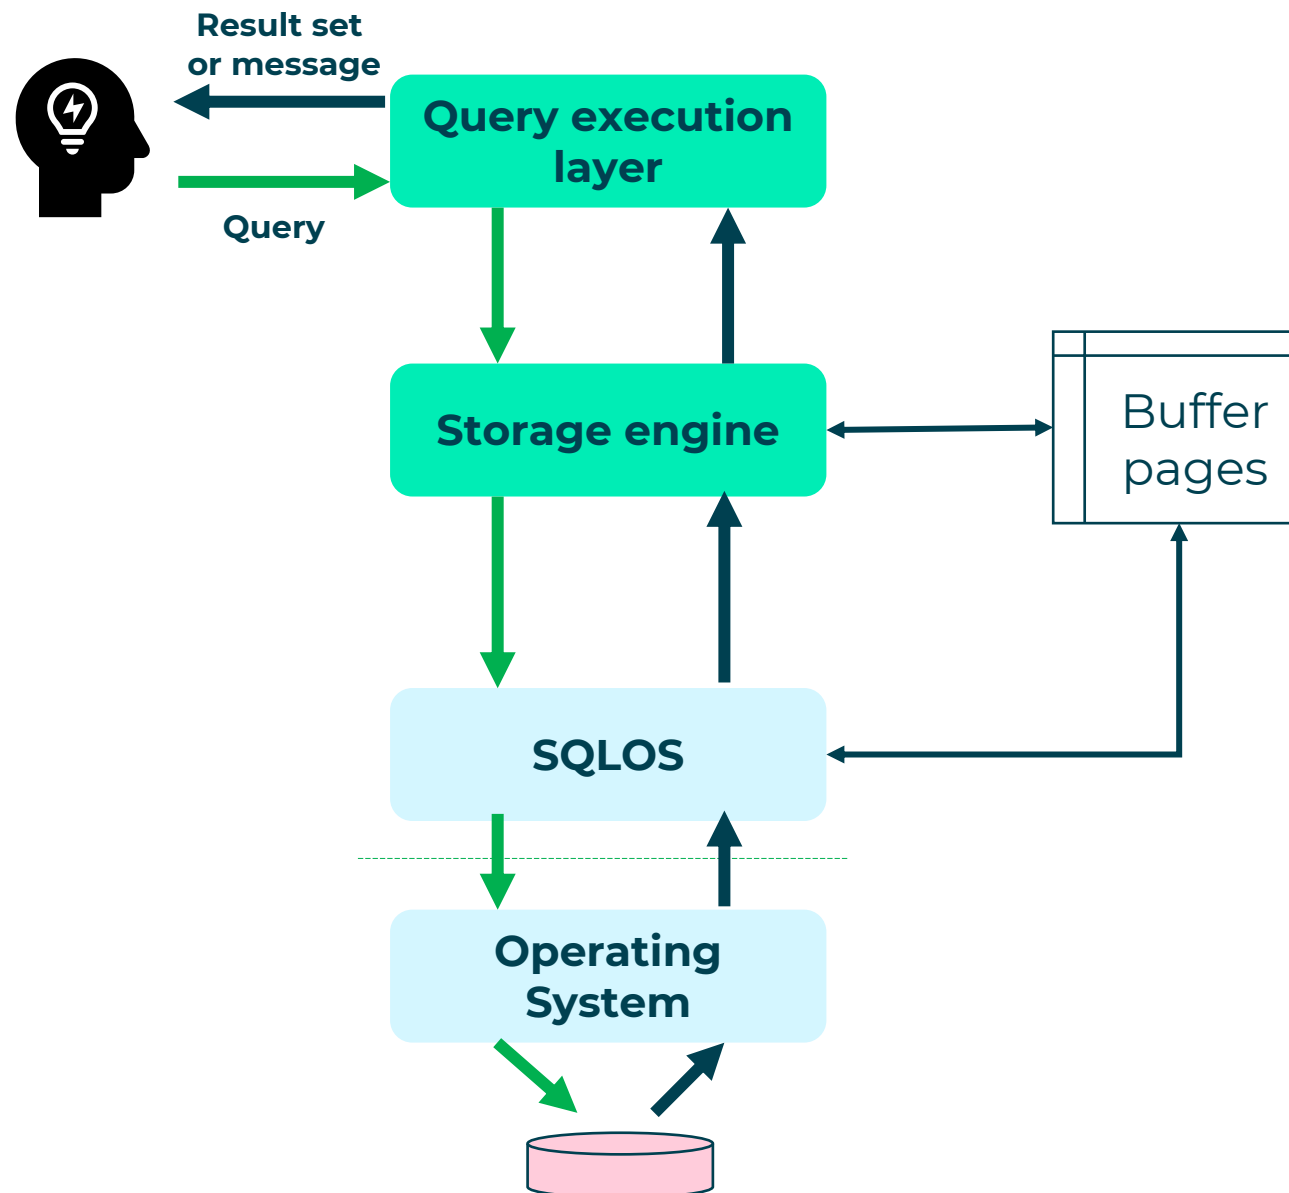 Result set
or message
Query execution
layer
Query
Storage engine
Buffer
pages
SQLOS
Operating
System